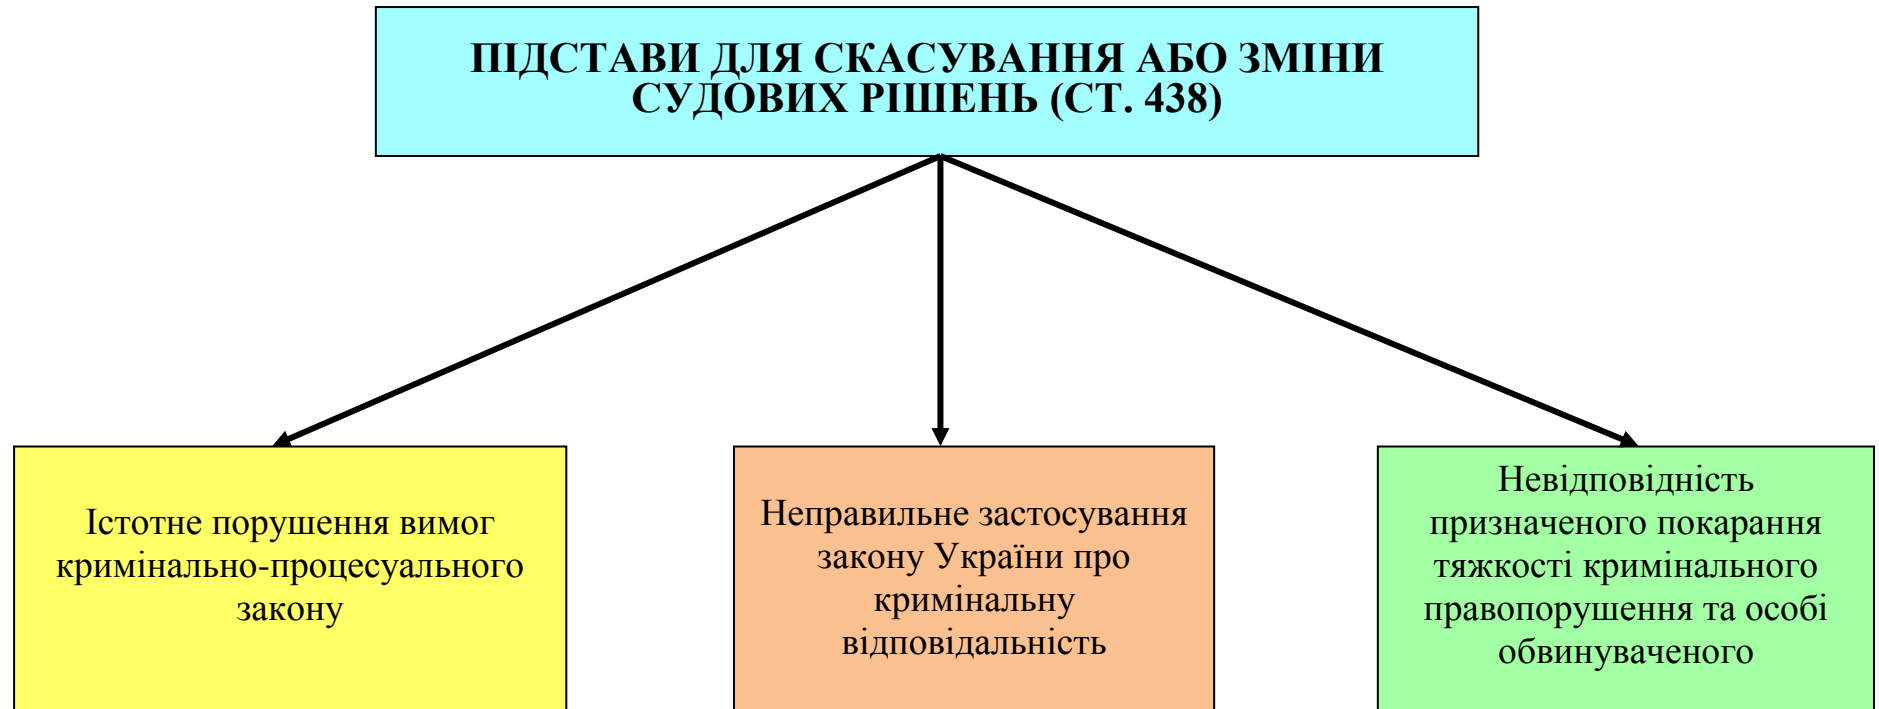 ПІДСТАВИ ДЛЯ СКАСУВАННЯ АБО ЗМІНИ
СУДОВИХ РІШЕНЬ (СТ. 438)
Істотне порушення вимог
кримінально-процесуального
закону
Неправильне застосування
закону України про
кримінальну
відповідальність
Невідповідність
призначеного покарання
тяжкості кримінального
правопорушення та особі
обвинуваченого